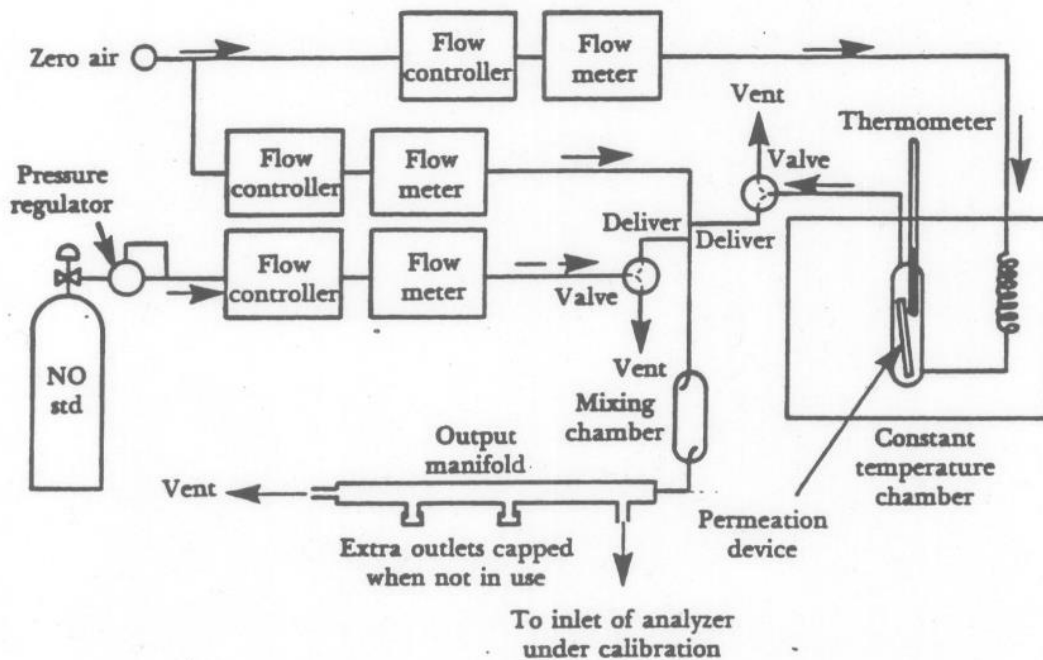 Zero air
Flow
controller
Flow
meter
Vent
Thermometer
Valve
Pressure
regulator
Flow
controller
Flow
meter
Deliver
Deliver
Flow
controller
Flow
meter
Valve
Vent
NO
std
Mixing
chamber
Output
manifold
Vent
Constant
temperature
chamber
Permeation
device
Extra outlets capped
when not in use
To inlet of analyzer
under calibration